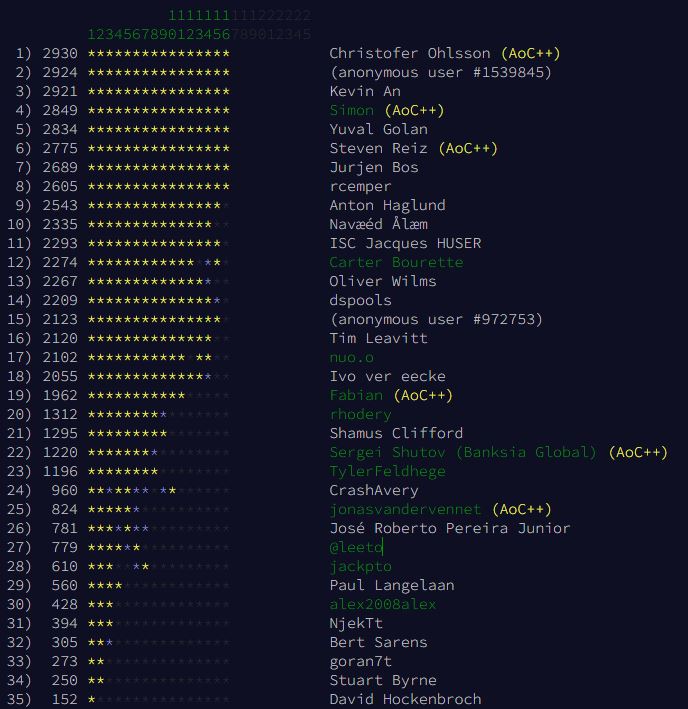 1111111111222222
1234567890123456789012345
1) 2930 **************** Christofer Ohlsson (AoC++)
2) 2924 **************** (anonymous user #1539845)
3) 2921 **************** Kevin An
4) 2849 **************** Simon (AoC++)
5) 2834 **************** Yuval Golan
6) 2775 **************** Steven Reiz (AoC++)
7) 2689 **************** Jurjen Bos
8) 2605 **************** rcemper
9) 2543 **************** Anton Haglund
10) 2335 **************** Navæéd Ålæm
11) 2293 **************** ISC Jacques HUSER
12) 2274 **************** Carter Bourette
13) 2267 **************** Oliver Wilms
14) 2209 **************** dspools
15) 2123 **************** (anonymous user #972753)
16) 2120 **************** Tim Leavitt
17) 2102 **************** nuo.o
18) 2055 **************** Ivo ver eecke
19) 1962 **************** Fabian (AoC++)
20) 1312 **************** rhodery
21) 1295 **************** Shamus Clifford
22) 1220 **************** Sergei Shutov (Banksia Global) (AoC++)
23) 1196 **************** TylerFeldhege
24) 960 **************** CrashAvery
25) 824 **************** jonasvandervennet (AoC++)
26) 781 **************** José Roberto Pereira Junior
27) 779 **************** @leeto
28) 610 **************** jackpto
29) 560 **************** Paul Langelaan
30) 428 **************** alex2008alex
31) 394 **************** NjekTt
32) 305 **************** Bert Sarens
33) 273 **************** goran7t
34) 250 **************** Stuart Byrne
35) 152 **************** David Hockenbroch